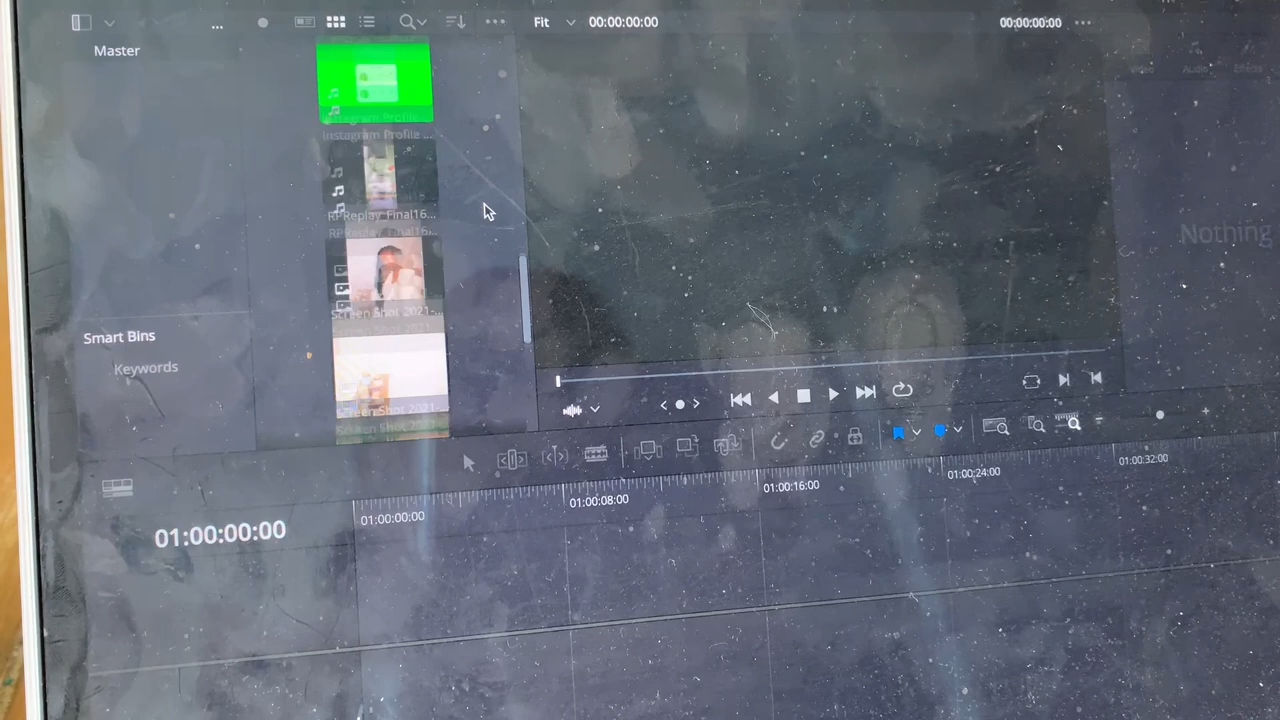 Fit 00:00:00:00 00:00:00:00
Master
Instagram Profile ...
RPReplay_Final16...
Screen Shot 2021-...
Screen Shot 2021-...
Nothing
Smart Bins
Keywords
01:00:00:00
01:00:00:00 01:00:08:00 01:00:16:00 01:00:24:00 01:00:32:00